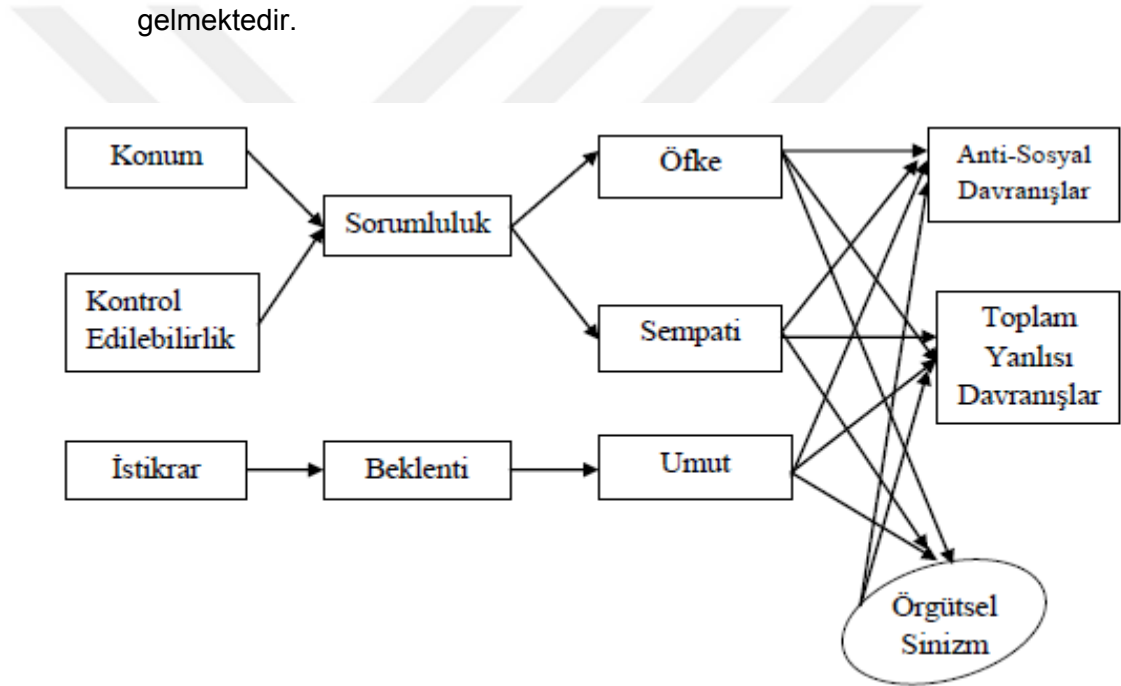 gelmektedir.
Konum
Kontrol
Edilebilirlik
İstikrar
Sorumluluk
Beklenti
Öfke
Sempati
Umut
Anti-Sosyal
Davranışlar
Toplam
Yanlısı
Davranışlar
Örgütsel
Sinizm